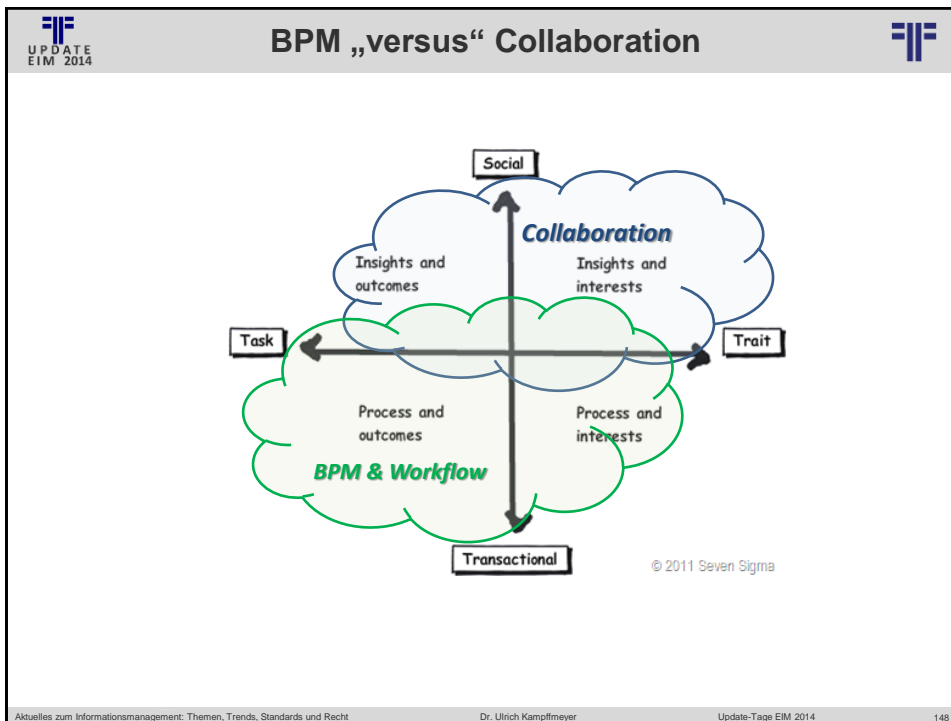 UPDATE
EIM 2014
BPM „versus“ Collaboration
Social
Collaboration
Insights and
outcomes
Insights and
interests
Task
Trait
Process and
outcomes
Process and
interests
BPM & Workflow
Transactional
© 2011 Seven Sigma
Aktuelles zum Informationsmanagement: Themen, Trends, Standards und Recht
Dr. Ulrich Kampffmeyer
Update-Tage EIM 2014
148